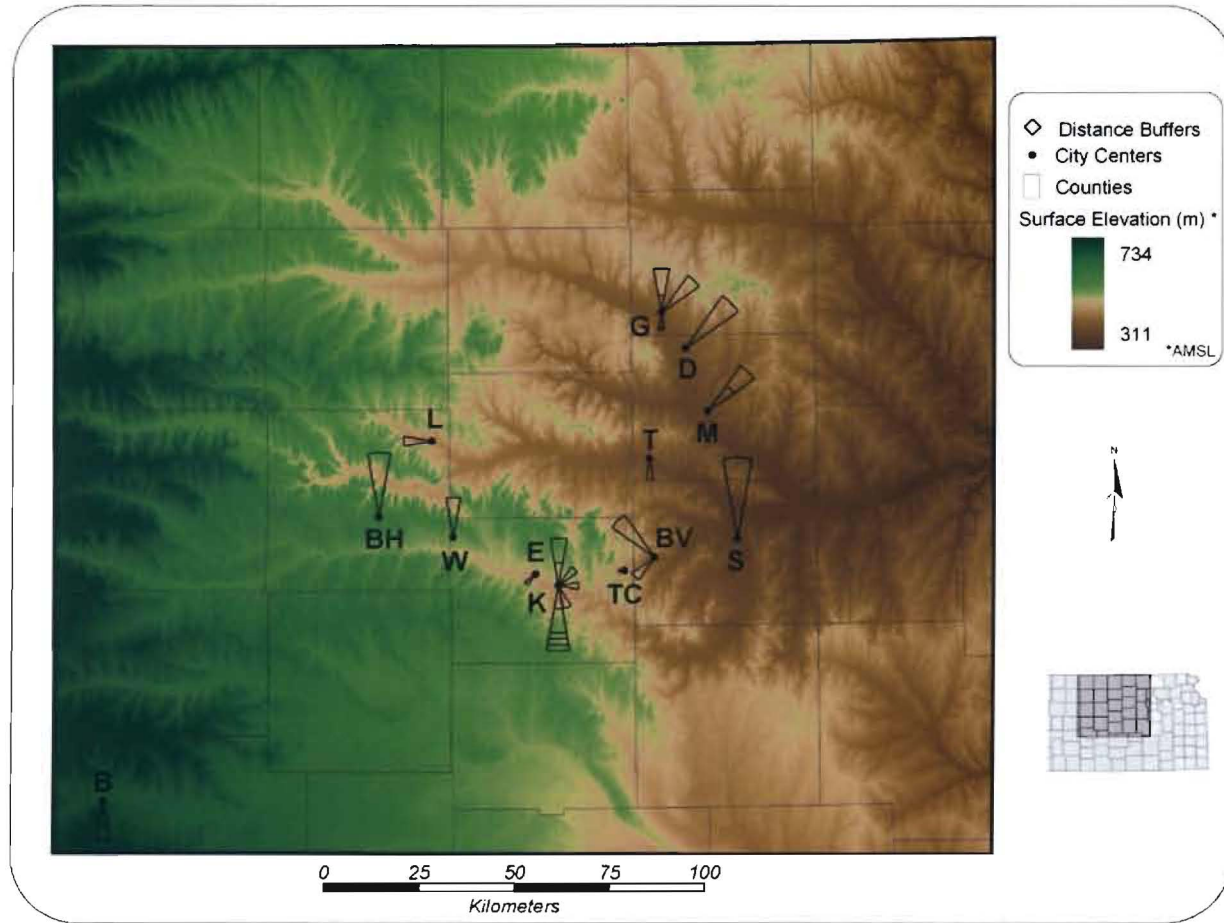 Distance Buffers
City Centers
Counties
Surface Elevation (m) *
734
311
*AMSL
G
D
L
T
M
BH
W
E
BV
S
K
TC
B
N
0 25 50 75 100
Kilometers